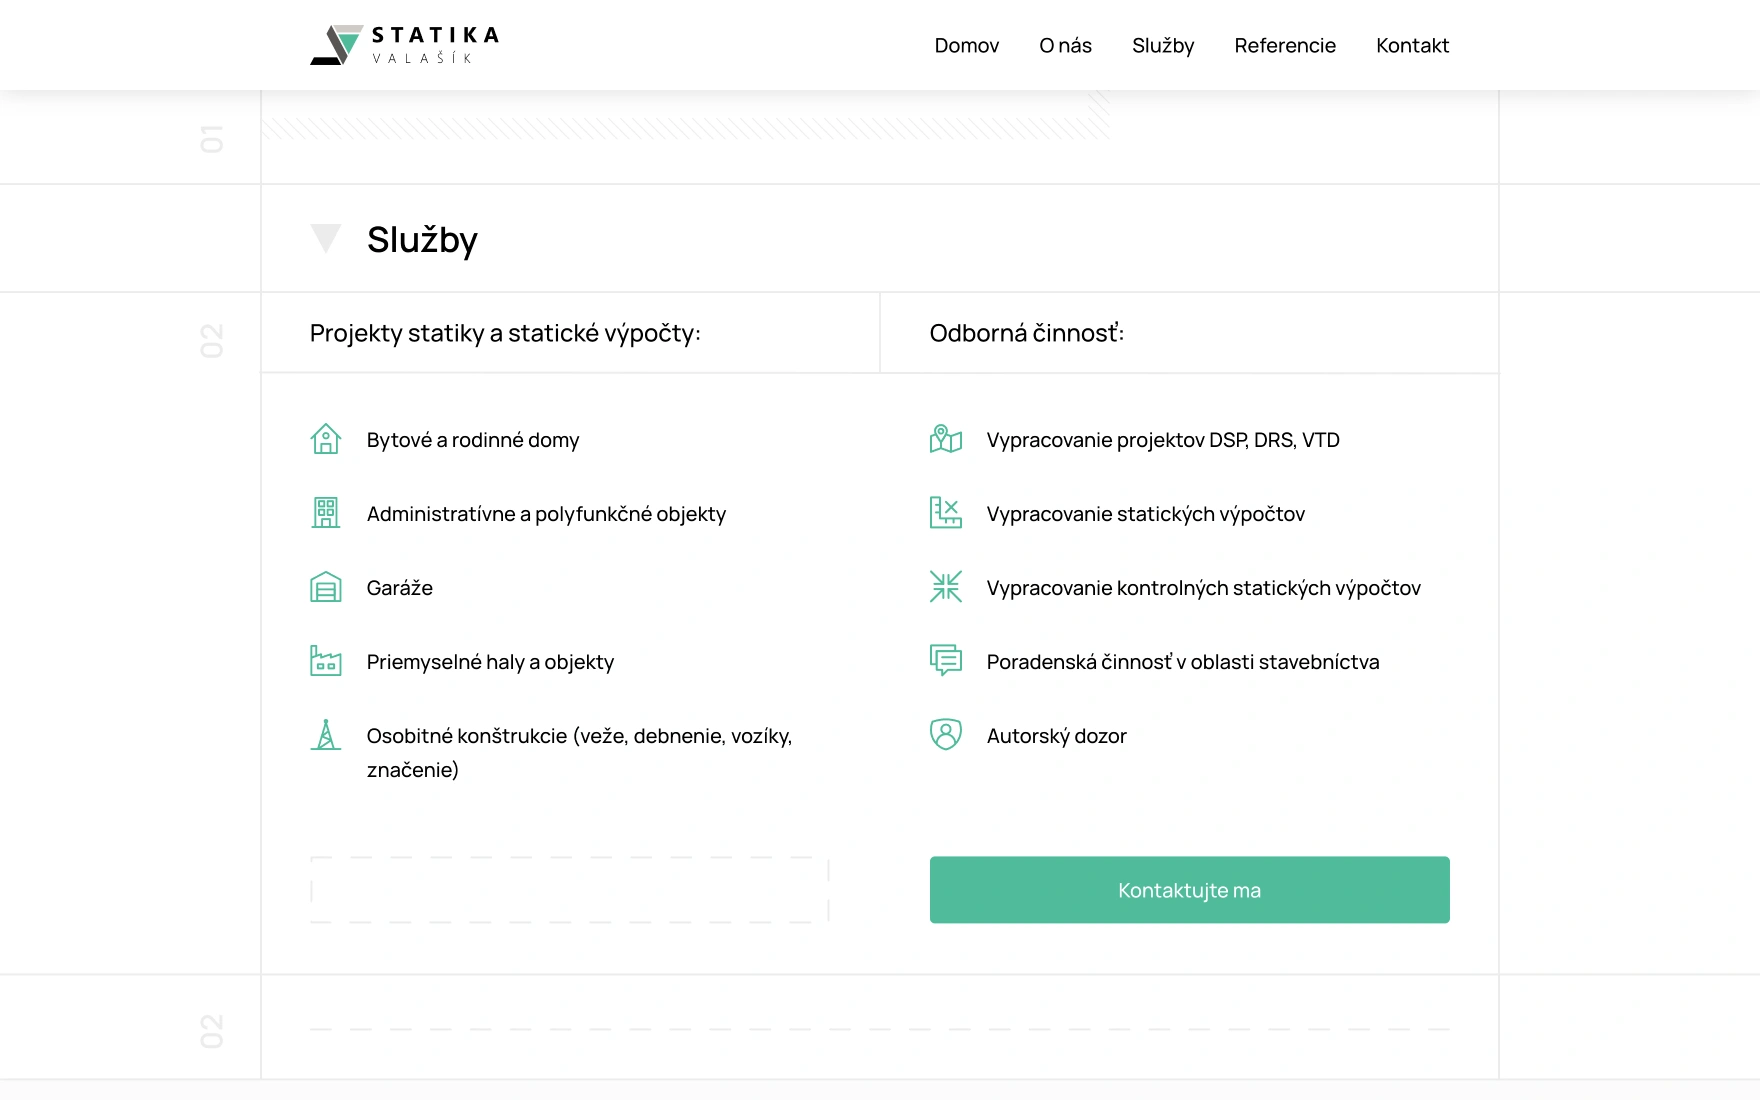 STATIKA
VALAŠÍK
Domov
O nás
Služby
Referencie
Kontakt
01
Služby
02
Projekty statiky a statické výpočty:
Odborná činnosť:
Bytové a rodinné domy
Administratívne a polyfunkčné objekty
Garáže
Priemyselné haly a objekty
Osobitné konštrukcie (veže, debnenie, vozíky,
značenie)
Vypracovanie projektov DSP, DRS, VTD
Vypracovanie statických výpočtov
Vypracovanie kontrolných statických výpočtov
Poradenská činnosť v oblasti stavebníctva
Autorský dozor
Kontaktujte ma
02